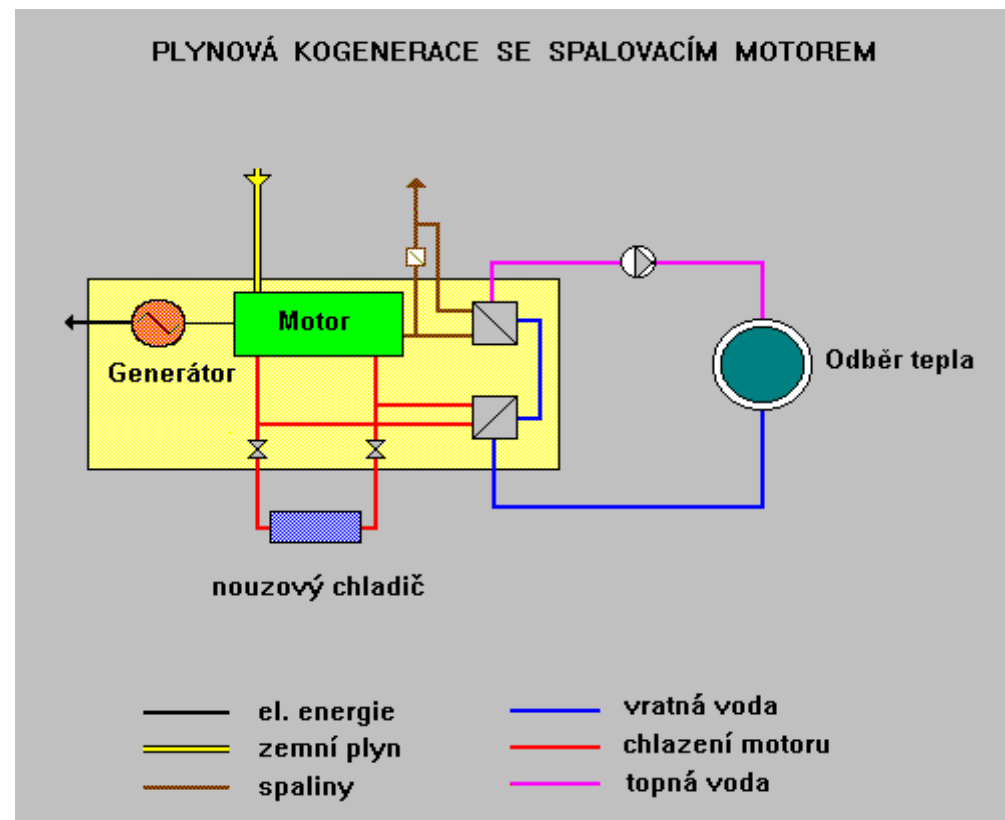 PLYNOVÁ KOGENERACE SE SPALOVACÍM MOTOREM
Motor
Generátor
Odběr tepla
nouzový chladič
el. energie
zemní plyn
spaliny
vratná voda
chlazení motoru
topná voda